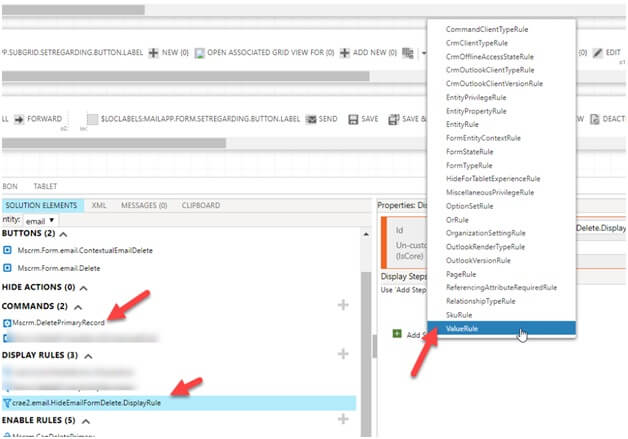 P.SUBGRID.SETREGARDING.BUTTON.LABEL NEW {0} OPEN ASSOCIATED GRID VIEW FOR {0} ADD NEW {0}
{0} EDIT
LL FORWARD $LOCLABELS:MAILAPP.FORM.SETREGARDING.BUTTON.LABEL SEND SAVE SAVE &
W DEACT
BON TABLET
SOLUTION ELEMENTS XML MESSAGES (0) CLIPBOARD
ntity: email
BUTTONS (2)
Mscrm.Form.email.ContextualEmailDelete
Mscrm.Form.email.Delete
HIDE ACTIONS (0)
COMMANDS (2)
Mscrm.DeletePrimaryRecord
DISPLAY RULES (3)
crae2.email.HideEmailFormDelete.DisplayRule
ENABLE RULES (5)
Mscrm.CanDeletePrimary
Properties: Dis
Id
Delete.Display
Un-custo
(IsCore)
Display Steps
Use 'Add Step
Add S
CommandClientTypeRule
CrmClientTypeRule
CrmOfflineAccessStateRule
CrmOutlookClientTypeRule
CrmOutlookClientVersionRule
EntityPrivilegeRule
EntityPropertyRule
EntityRule
FormEntityContextRule
FormStateRule
FormTypeRule
HideForTabletExperienceRule
MiscellaneousPrivilegeRule
OptionSetRule
OrRule
OrganizationSettingRule
OutlookRenderTypeRule
OutlookVersionRule
PageRule
ReferencingAttributeRequiredRule
RelationshipTypeRule
SkuRule
ValueRule